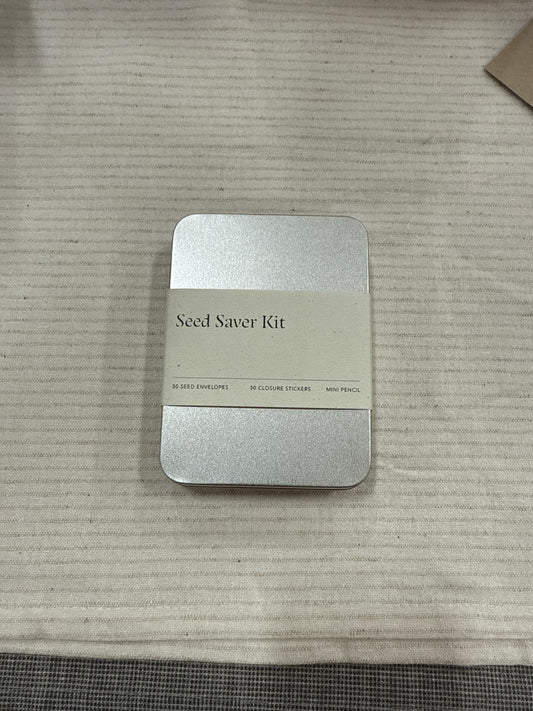 Seed Saver Kit
30 SEED ENVELOPES 30 CLOSURE STICKERS MINI PENCIL